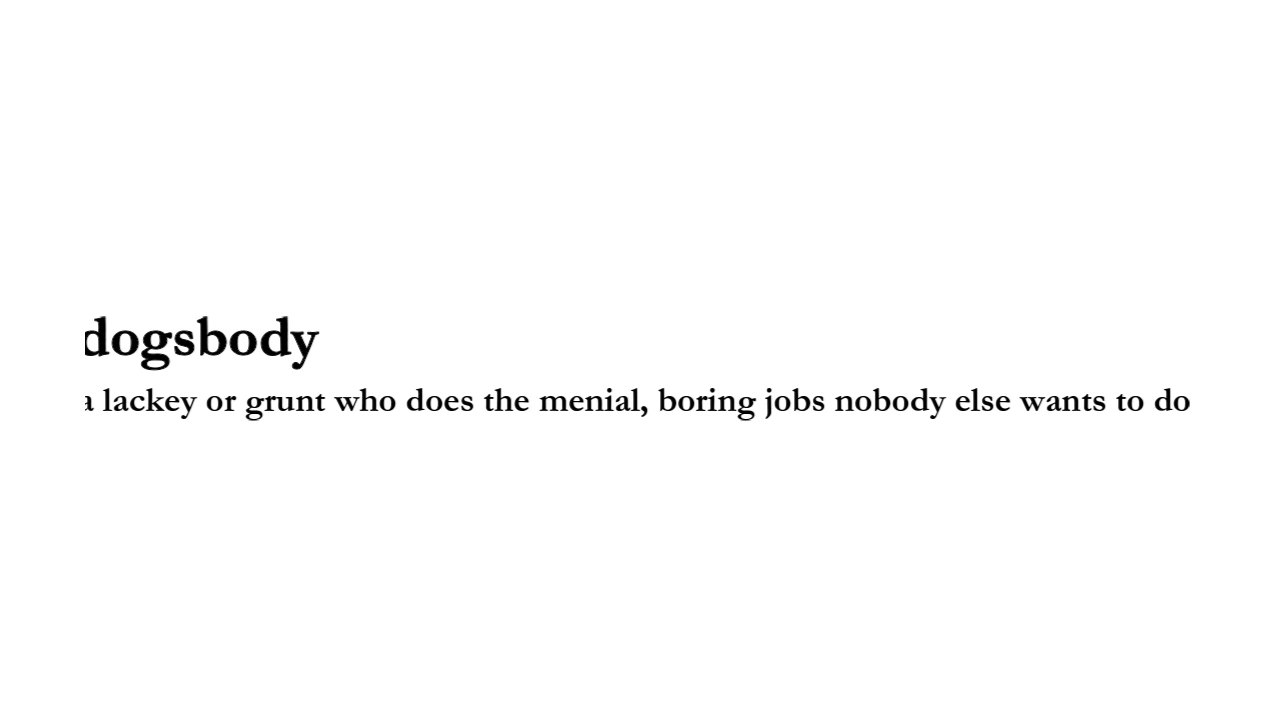 dogsbody
a lackey or grunt who does the menial, boring jobs nobody else wants to do